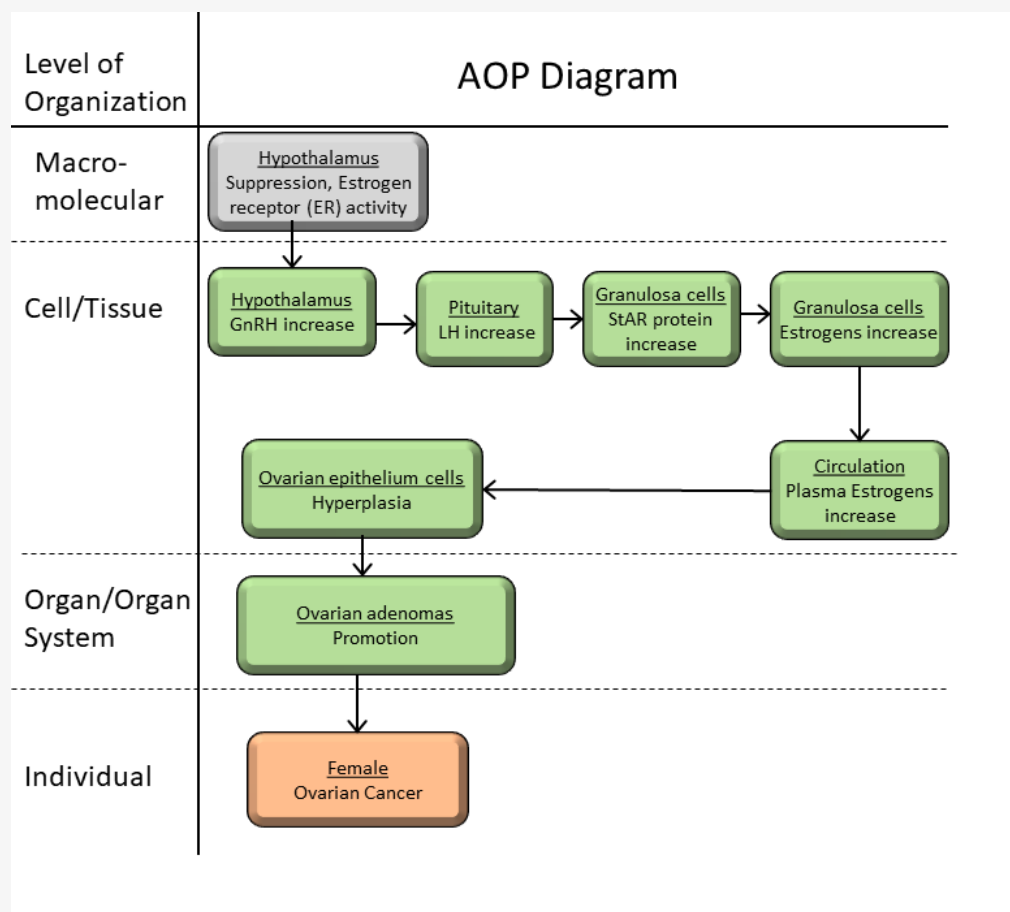 Level of
Organization
AOP Diagram
Macro-
molecular
Hypothalamus
Suppression, Estrogen
receptor (ER) activity
Cell/Tissue
Hypothalamus
GnRH increase
Pituitary
LH increase
Granulosa cells
StAR protein
increase
Granulosa cells
Estrogens increase
Circulation
Plasma Estrogens
increase
Ovarian epithelium cells
Hyperplasia
Organ/Organ
System
Ovarian adenomas
Promotion
Individual
Female
Ovarian Cancer